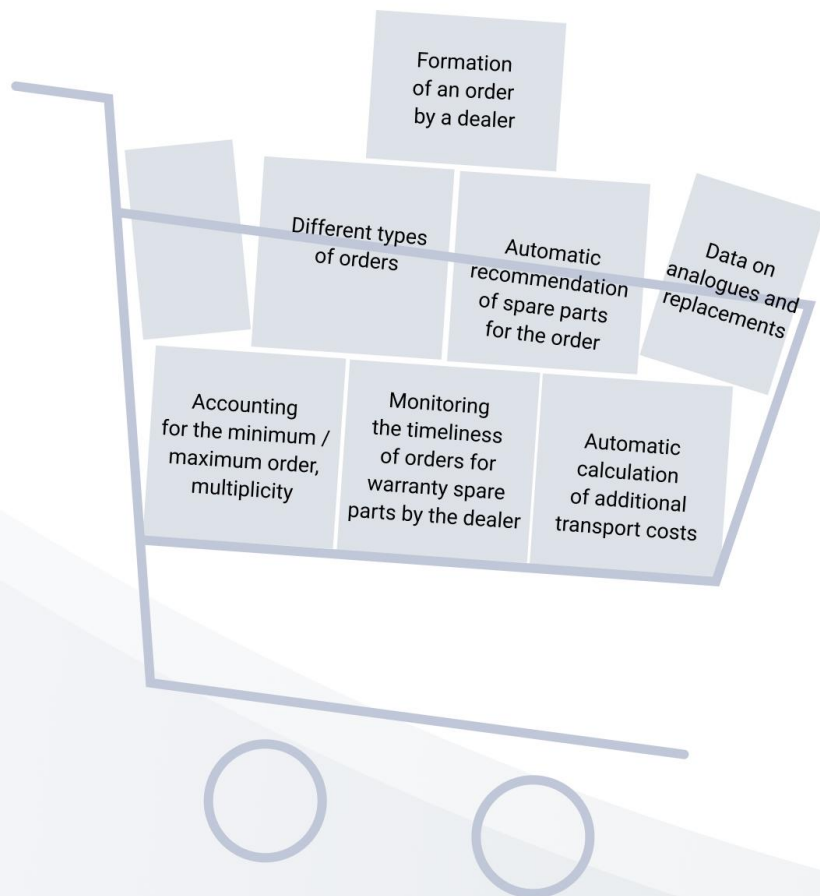 Formation
of an order
by a dealer
Different types
of orders
Automatic
recommendation
of spare parts
for the order
Data on
analogues and
replacements
Accounting
for the minimum /
maximum order,
multiplicity
Monitoring
the timeliness
of orders for
warranty spare
parts by the dealer
Automatic
calculation
of additional
transport costs